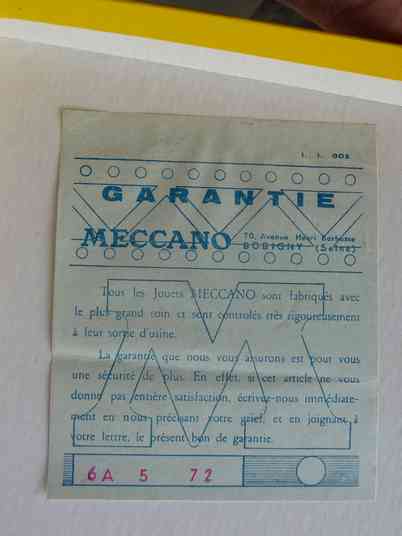 I. I. 008
GARANTIE
MECCANO
70, Avenue Henri Barbusse
BOBIGNY (Seine)
Tous les Jouets MECCANO sont fabriqués avec
le plus grand soin et sont contrôlés très rigoureusement
à leur sortie d'usine.
La garantie que nous vous assurons est pour vous
une sécurité de plus. En effet, si cet article ne vous
donne pas entière satisfaction, écrivez-nous immédiate-
ment en nous précisant votre grief, et en joignant à
votre lettre, le présent bon de garantie.
6A 5 72